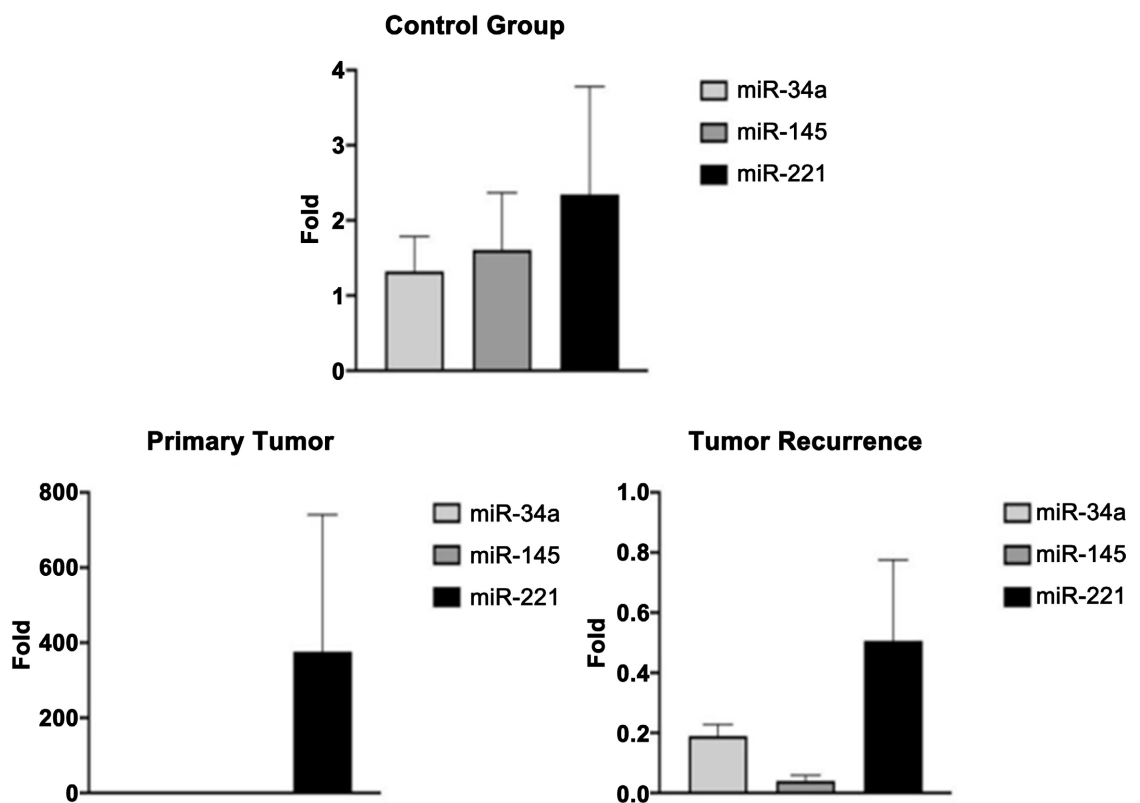 Control Group
4
3
2
1
0
Fold
miR-34a
miR-145
miR-221
Primary Tumor
800
600
400
200
0
Fold
miR-34a
miR-145
miR-221
Tumor Recurrence
1.0
0.8
0.6
0.4
0.2
0.0
Fold
miR-34a
miR-145
miR-221